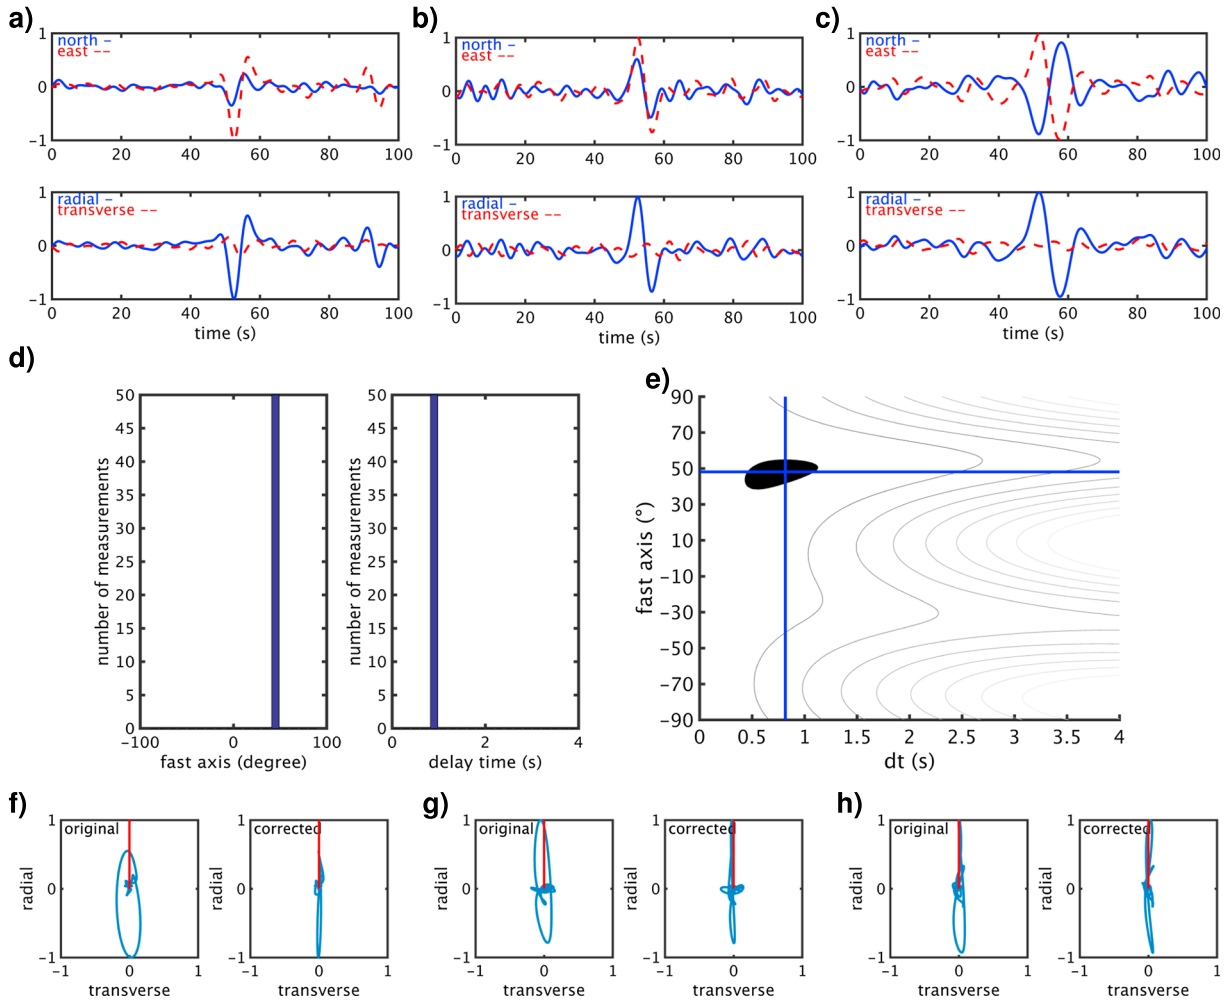 a)
1
0
−1
north -
east --
0 20 40 60 80 100
1
0
−1
radial -
transverse --
0 20 40 60 80 100
time (s)
b)
1
0
−1
north -
east --
0 20 40 60 80 100
1
0
−1
radial -
transverse --
0 20 40 60 80 100
time (s)
c)
1
0
−1
north -
east --
0 20 40 60 80 100
1
0
−1
radial -
transverse --
0 20 40 60 80 100
time (s)
d)
number of measurements
50
45
40
35
30
25
20
15
10
5
0
−100 0 100
fast axis (degree)
number of measurements
50
45
40
35
30
25
20
15
10
5
0
0 2 4
delay time (s)
e)
fast axis (°)
90
70
50
30
10
−10
−30
−50
−70
−90
0 0.5 1 1.5 2 2.5 3 3.5 4
dt (s)
f)
original
radial
1
0
−1
−1 0 1
transverse
corrected
radial
1
0
−1
−1 0 1
transverse
g)
original
radial
1
0
−1
−1 0 1
transverse
corrected
radial
1
0
−1
−1 0 1
transverse
h)
original
radial
1
0
−1
−1 0 1
transverse
corrected
radial
1
0
−1
−1 0 1
transverse